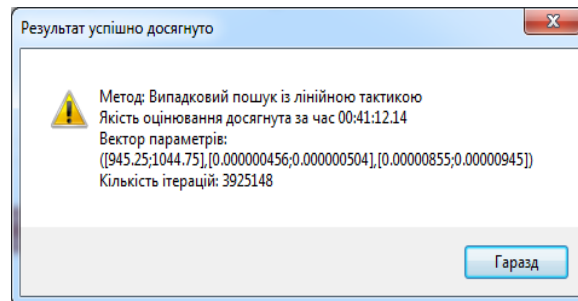 Результат успішно досягнуто
Метод: Випадковий пошук із лінійною тактикою
Якість оцінювання досягнута за час 00:41:12.14
Вектор параметрів:
([945.25;1044.75],[0.000000456;0.000000504],[0.00000855;0.00000945])
Кількість ітерацій: 3925148
Гаразд